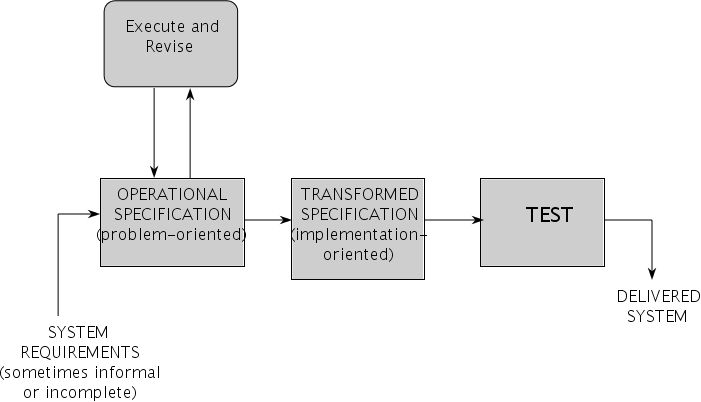 Execute and
Revise
OPERATIONAL
SPECIFICATION
(problem–oriented)
TRANSFORMED
SPECIFICATION
(implementation–
oriented)
TEST
DELIVERED
SYSTEM
SYSTEM
REQUIREMENTS
(sometimes informal
or incomplete)